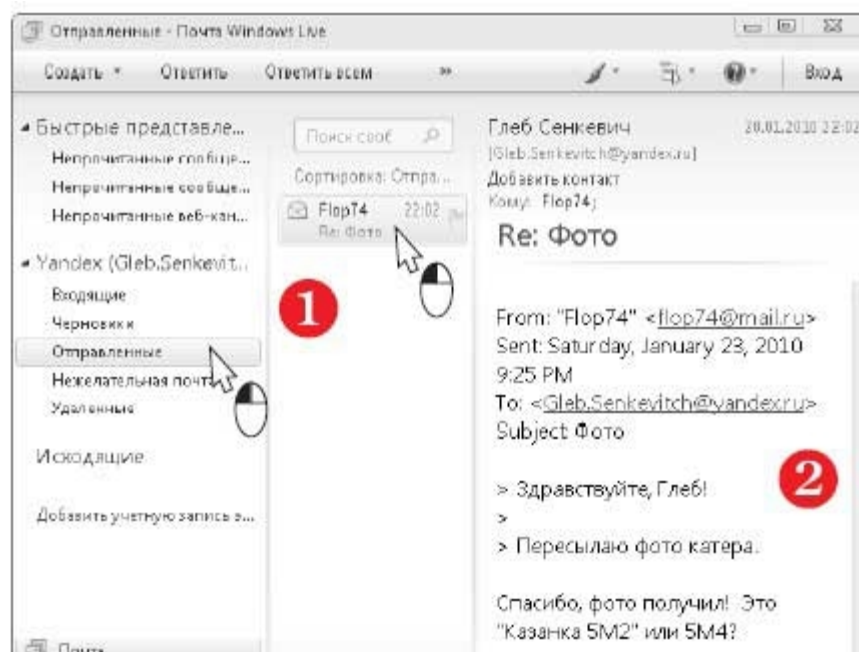 Отправленные - Почта Windows Live
Создать Ответить Ответить всем » Вход
Быстрые представле...
Непрочитанные сообще...
Непрочитанные сообще...
Непрочитанные веб-кан...
Yandex (Gleb.Senkevit...
Входящие
Черновики
Отправленные
Нежелательная почта
Удаленные
Исходящие
Добавить учетную запись э...
Почта
Поиск сооб
Сортировка: Отпра...
Flop74 22:02
Re: Фото
1
Глеб Сенкевич 22:02
[Gleb.Senkevitch@yandex.ru]
Добавить контакт
Кому: Flop74;
Re: Фото
From: "Flop74" <flop74@mail.ru>
Sent: Saturday, January 23, 2010
9:25 PM
To: <Gleb.Senkevitch@yandex.ru>
Subject: Фото
2
> Здравствуйте, Глеб!
>
> Пересылаю фото катера.
Спасибо, фото получил! Это
"Казанка 5М2" или 5М4?